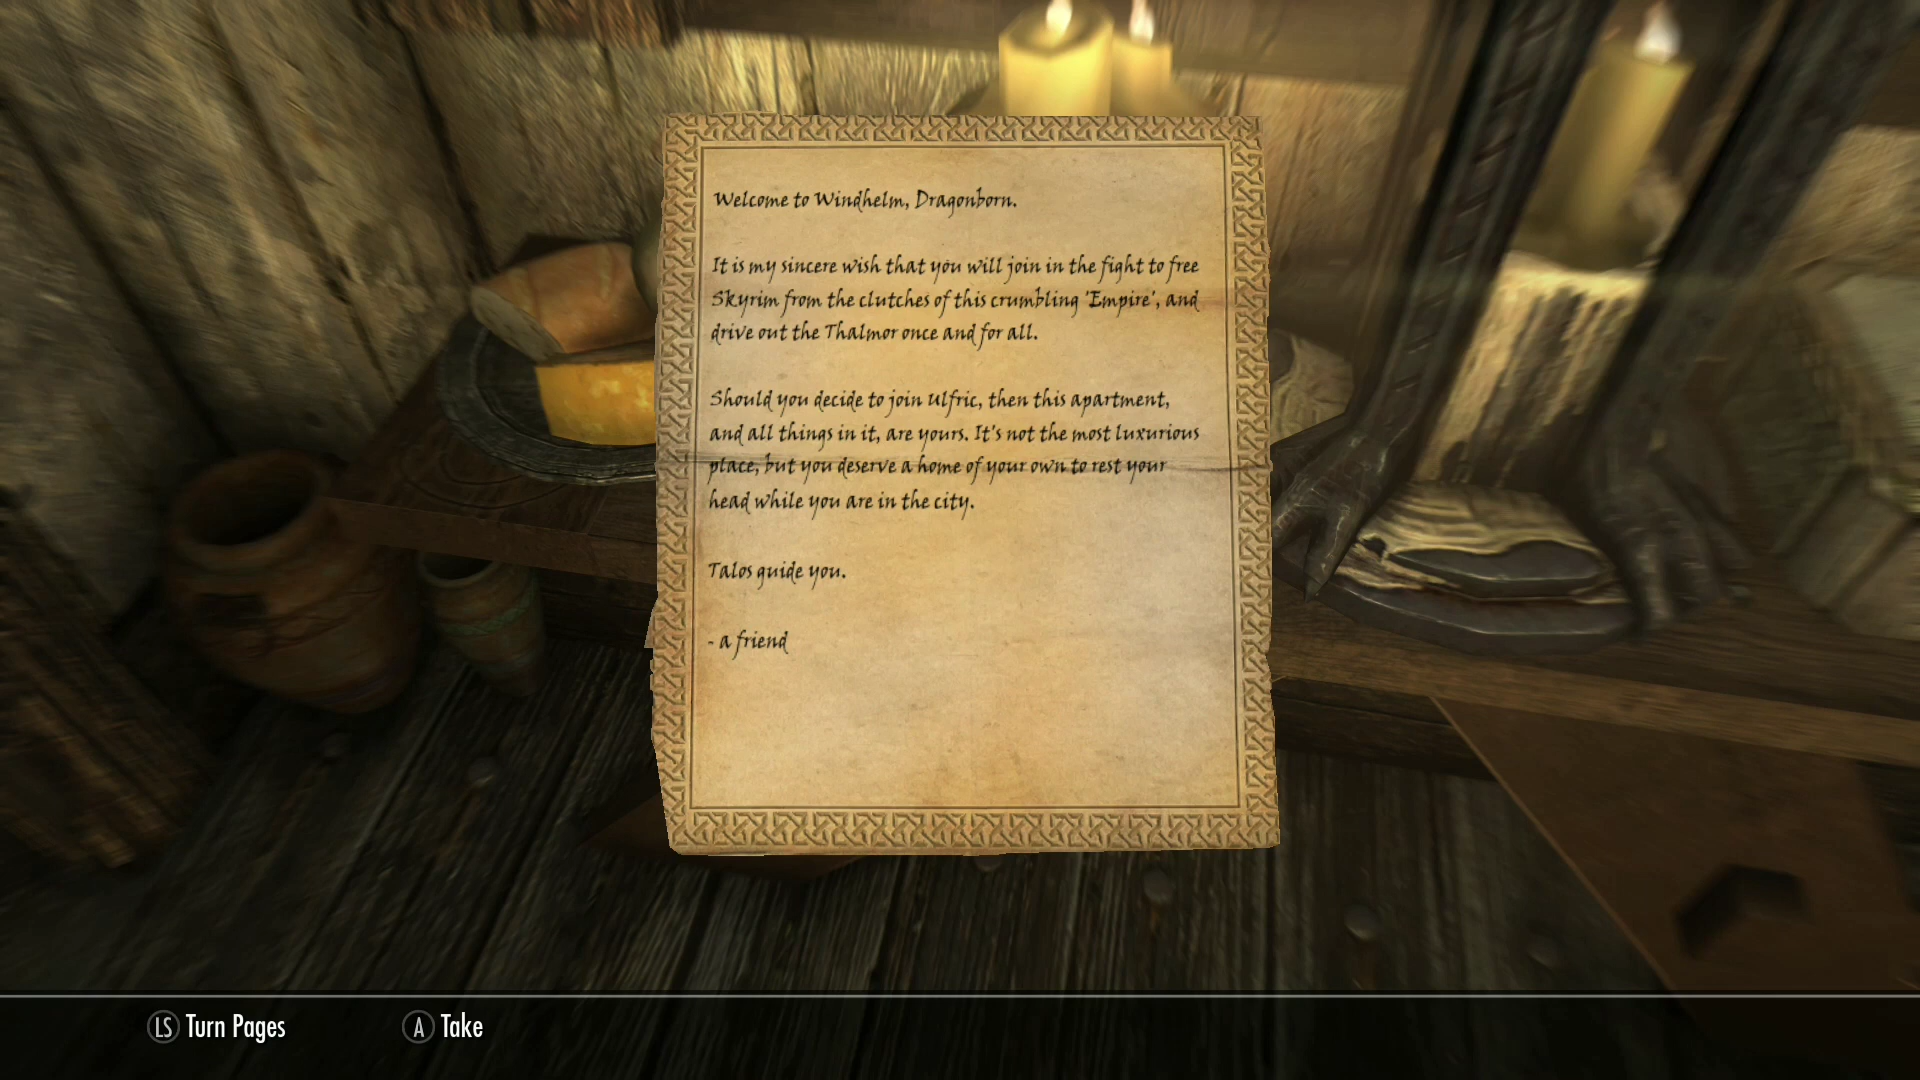 Welcome to Windhelm, Dragonborn.
It is my sincere wish that you will join in the fight to free
Skyrim from the clutches of this crumbling 'Empire', and
drive out the Thalmor once and for all.
Should you decide to join Ulfric, then this apartment,
and all things in it, are yours. It's not the most luxurious
place, but you deserve a home of your own to rest your
head while you are in the city.
Talos guide you.
- a friend
LS Turn Pages
A Take